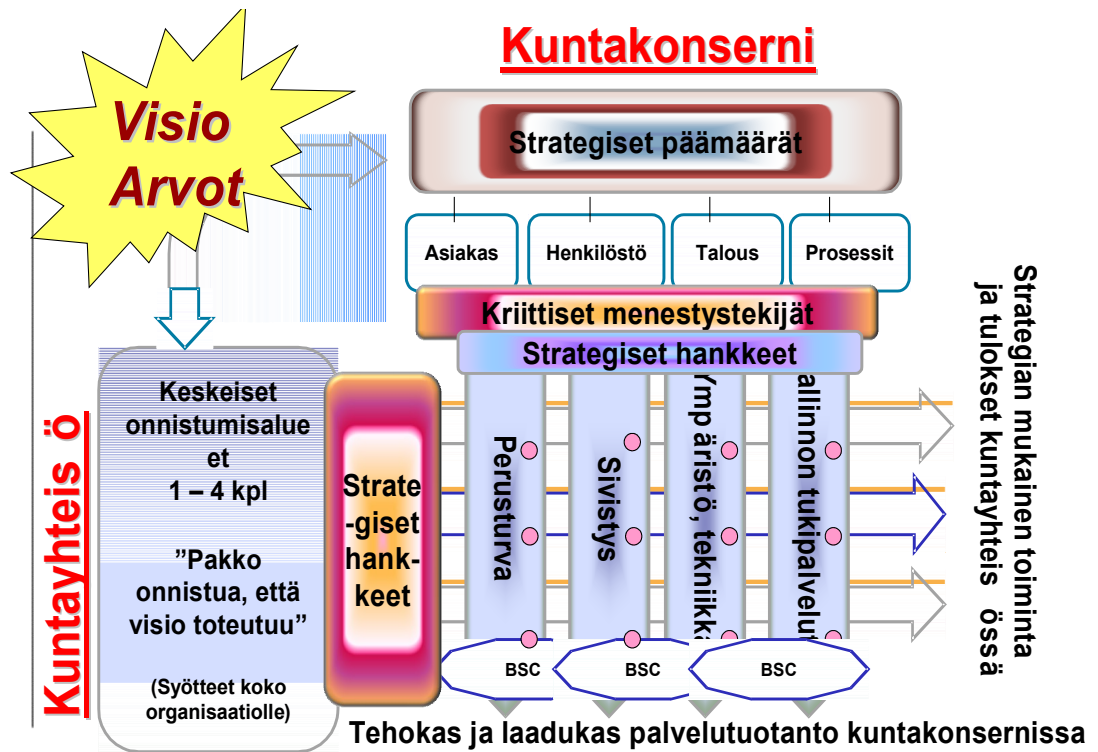 Kuntakonserni
Visio
Arvot
Strategiset päämäärät
Asiakas
Henkilöstö
Talous
Prosessit
Kriittiset menestystekijät
Strategiset hankkeet
Kuntayhteis ö
Keskeiset
onnistumisalue
et
1 – 4 kpl
”Pakko
onnistua, että
visio toteutuu”
(Syötteet koko
organisaatiolle)
Strate
-giset
hank-
keet
Perusturva
Sivistys
Ymp äristö, tekniikka
allinnon tukipalvelut
BSC
BSC
BSC
Strategian mukainen toiminta
ja tulokset kuntayhteis össä
Tehokas ja laadukas palvelutuotanto kuntakonsernissa